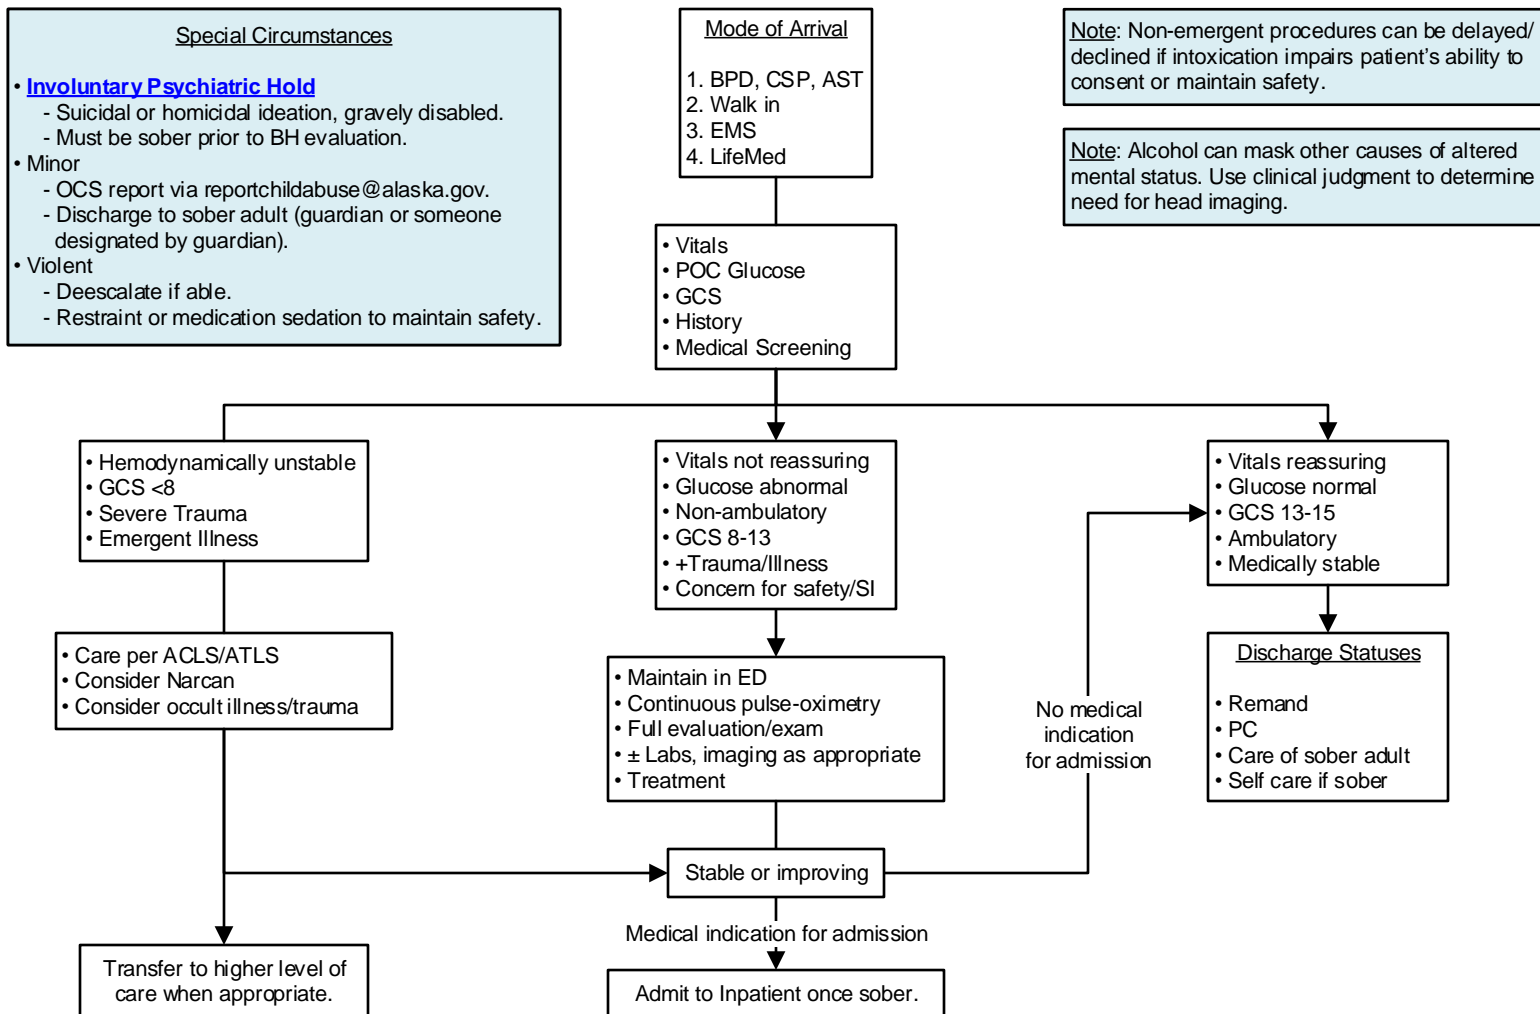 Special Circumstances
• Involuntary Psychiatric Hold
- Suicidal or homicidal ideation, gravely disabled.
- Must be sober prior to BH evaluation.
• Minor
- OCS report via reportchildabuse@alaska.gov.
- Discharge to sober adult (guardian or someone
designated by guardian).
• Violent
- Deescalate if able.
- Restraint or medication sedation to maintain safety.
Mode of Arrival
1. BPD, CSP, AST
2. Walk in
3. EMS
4. LifeMed
Note: Non-emergent procedures can be delayed/
declined if intoxication impairs patient’s ability to
consent or maintain safety.
Note: Alcohol can mask other causes of altered
mental status. Use clinical judgment to determine
need for head imaging.
• Vitals
• POC Glucose
• GCS
• History
• Medical Screening
• Hemodynamically unstable
• GCS <8
• Severe Trauma
• Emergent Illness
• Vitals not reassuring
• Glucose abnormal
• Non-ambulatory
• GCS 8-13
• +Trauma/Illness
• Concern for safety/SI
• Vitals reassuring
• Glucose normal
• GCS 13-15
• Ambulatory
• Medically stable
• Care per ACLS/ATLS
• Consider Narcan
• Consider occult illness/trauma
• Maintain in ED
• Continuous pulse-oximetry
• Full evaluation/exam
• ± Labs, imaging as appropriate
• Treatment
No medical
indication
for admission
Discharge Statuses
• Remand
• PC
• Care of sober adult
• Self care if sober
Stable or improving
Medical indication for admission
Transfer to higher level of
care when appropriate.
Admit to Inpatient once sober.